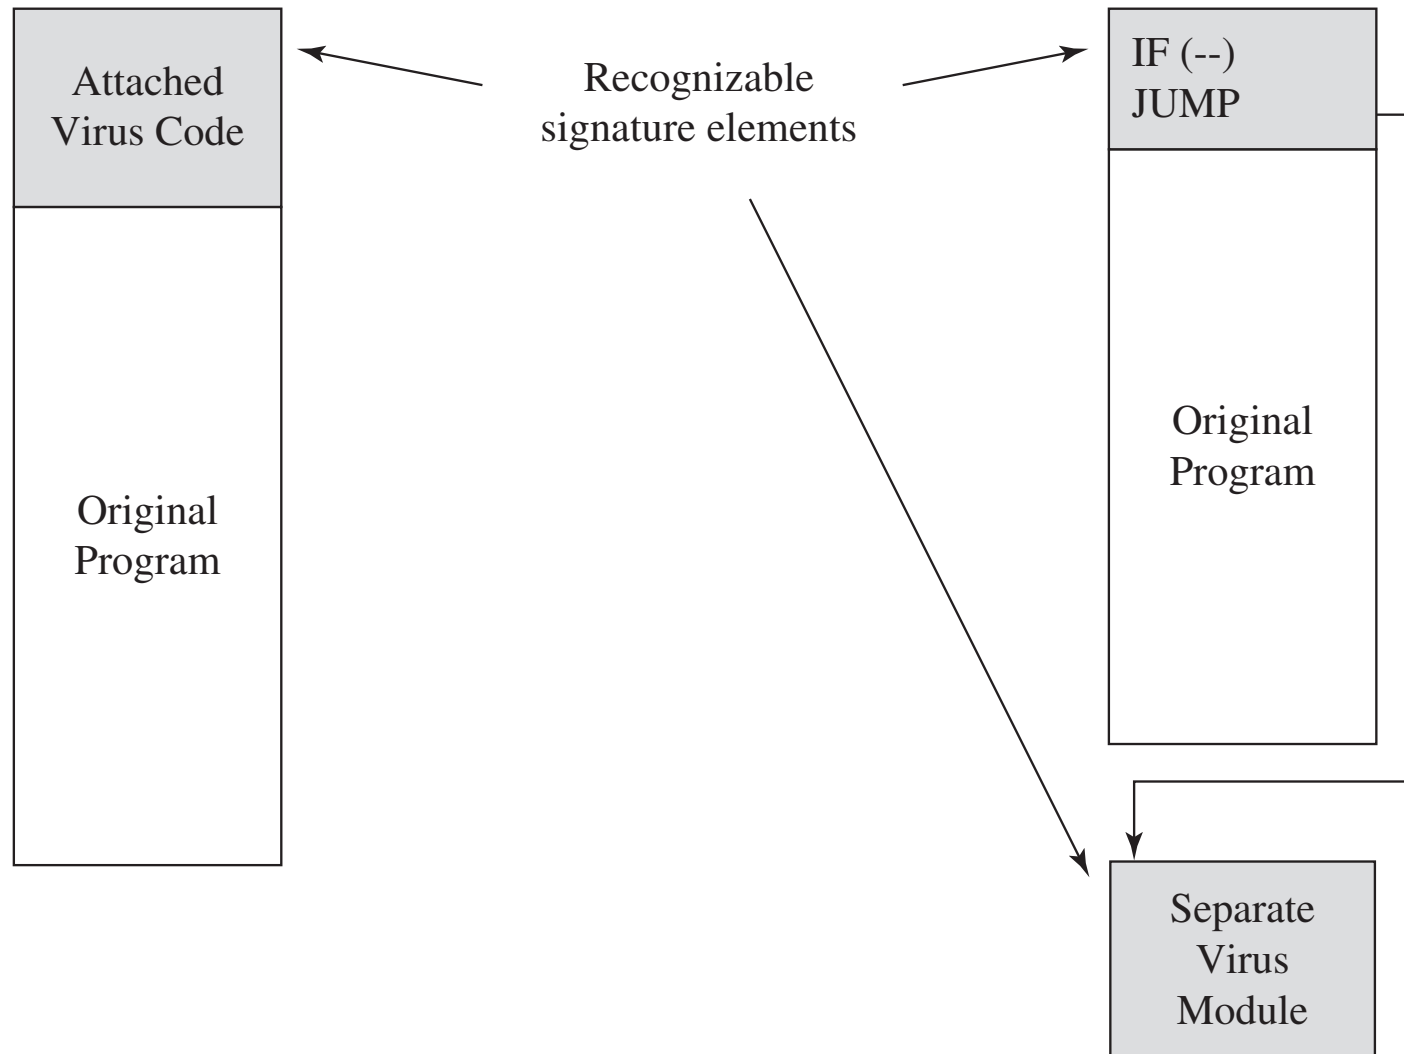 Attached
Virus Code
Original
Program
Recognizable
signature elements
IF (--)
JUMP
Original
Program
Separate
Virus
Module